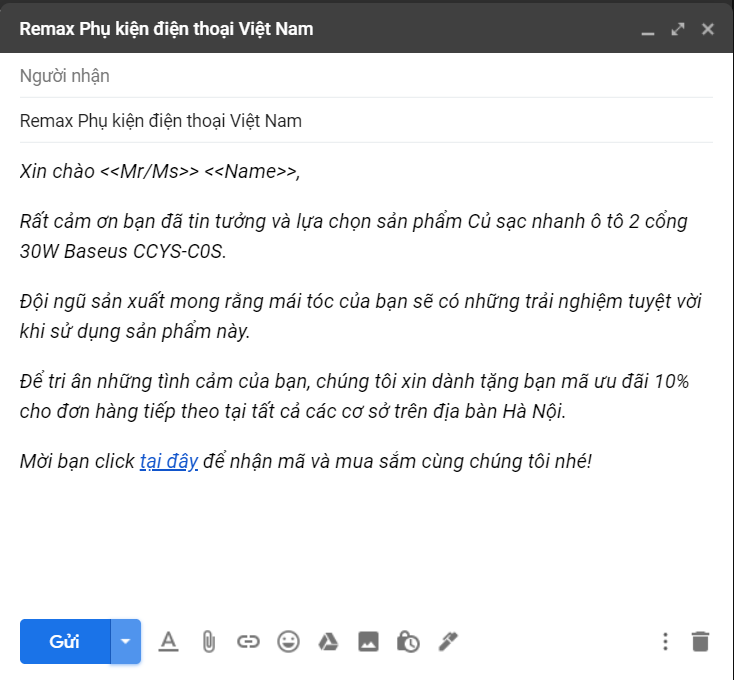 Remax Phụ kiện điện thoại Việt Nam
Người nhận
Remax Phụ kiện điện thoại Việt Nam
Xin chào <<Mr/Ms>> <<Name>>,
Rất cảm ơn bạn đã tin tưởng và lựa chọn sản phẩm Củ sạc nhanh ô tô 2 cổng
30W Baseus CCYS-C0S.
Đội ngũ sản xuất mong rằng mái tóc của bạn sẽ có những trải nghiệm tuyệt vời
khi sử dụng sản phẩm này.
Để tri ân những tình cảm của bạn, chúng tôi xin dành tặng bạn mã ưu đãi 10%
cho đơn hàng tiếp theo tại tất cả các cơ sở trên địa bàn Hà Nội.
Mời bạn click tại đây để nhận mã và mua sắm cùng chúng tôi nhé!
Gửi